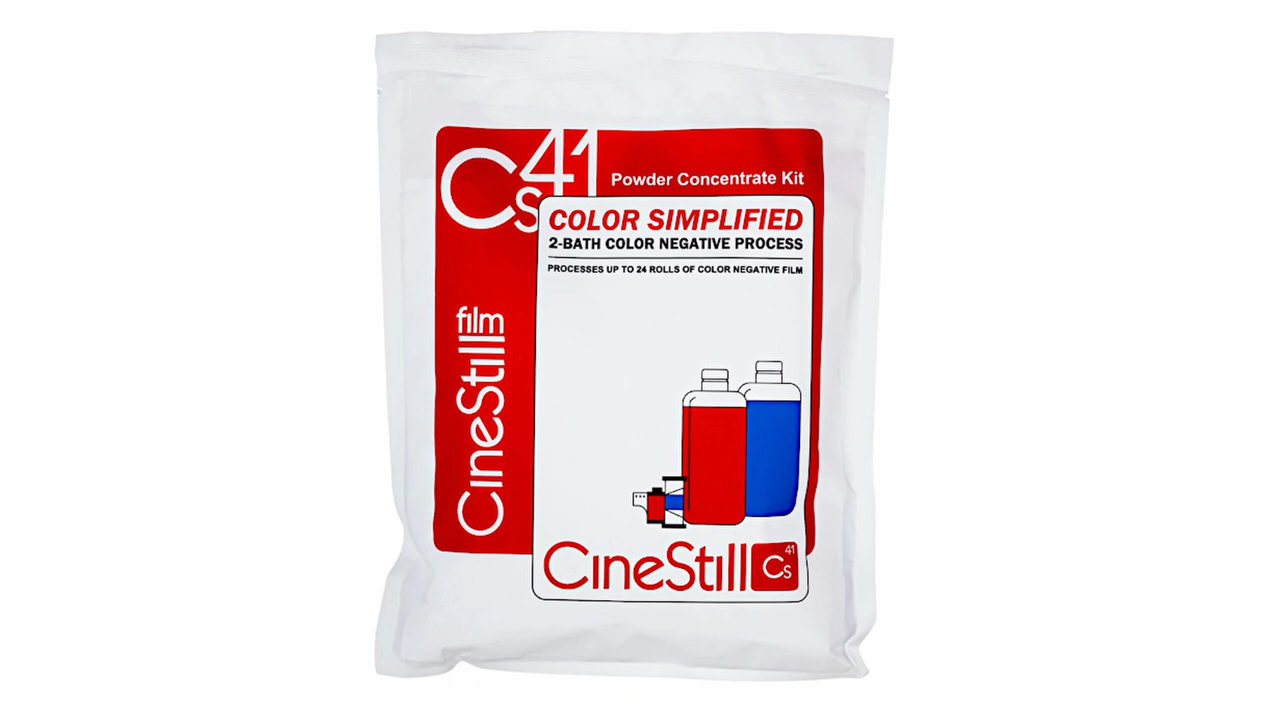 Cs41
Powder Concentrate Kit
COLOR SIMPLIFIED
2-BATH COLOR NEGATIVE PROCESS
PROCESSES UP TO 24 ROLLS OF COLOR NEGATIVE FILM
CineStill film
CineStill Cs41